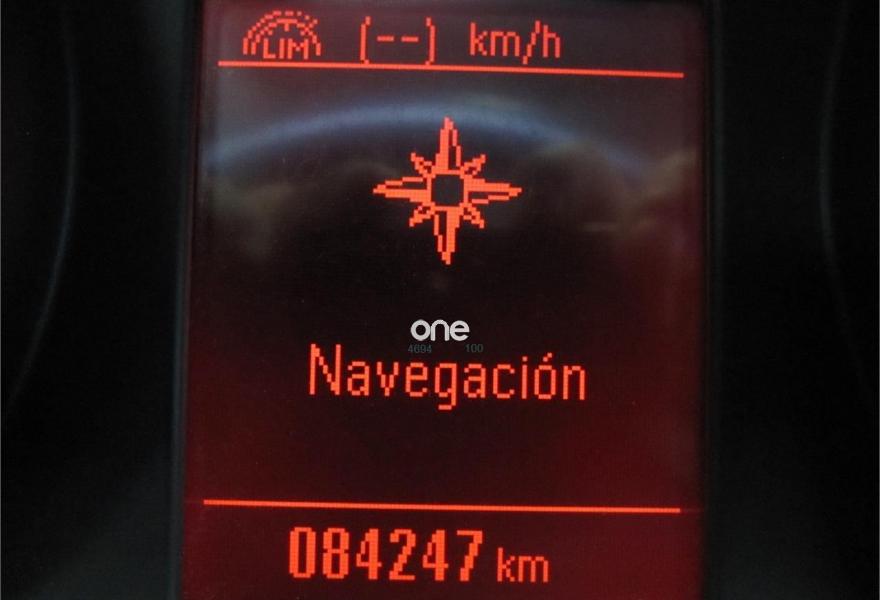 LIM (--) km/h
one
4694 100
Navegación
084247 km